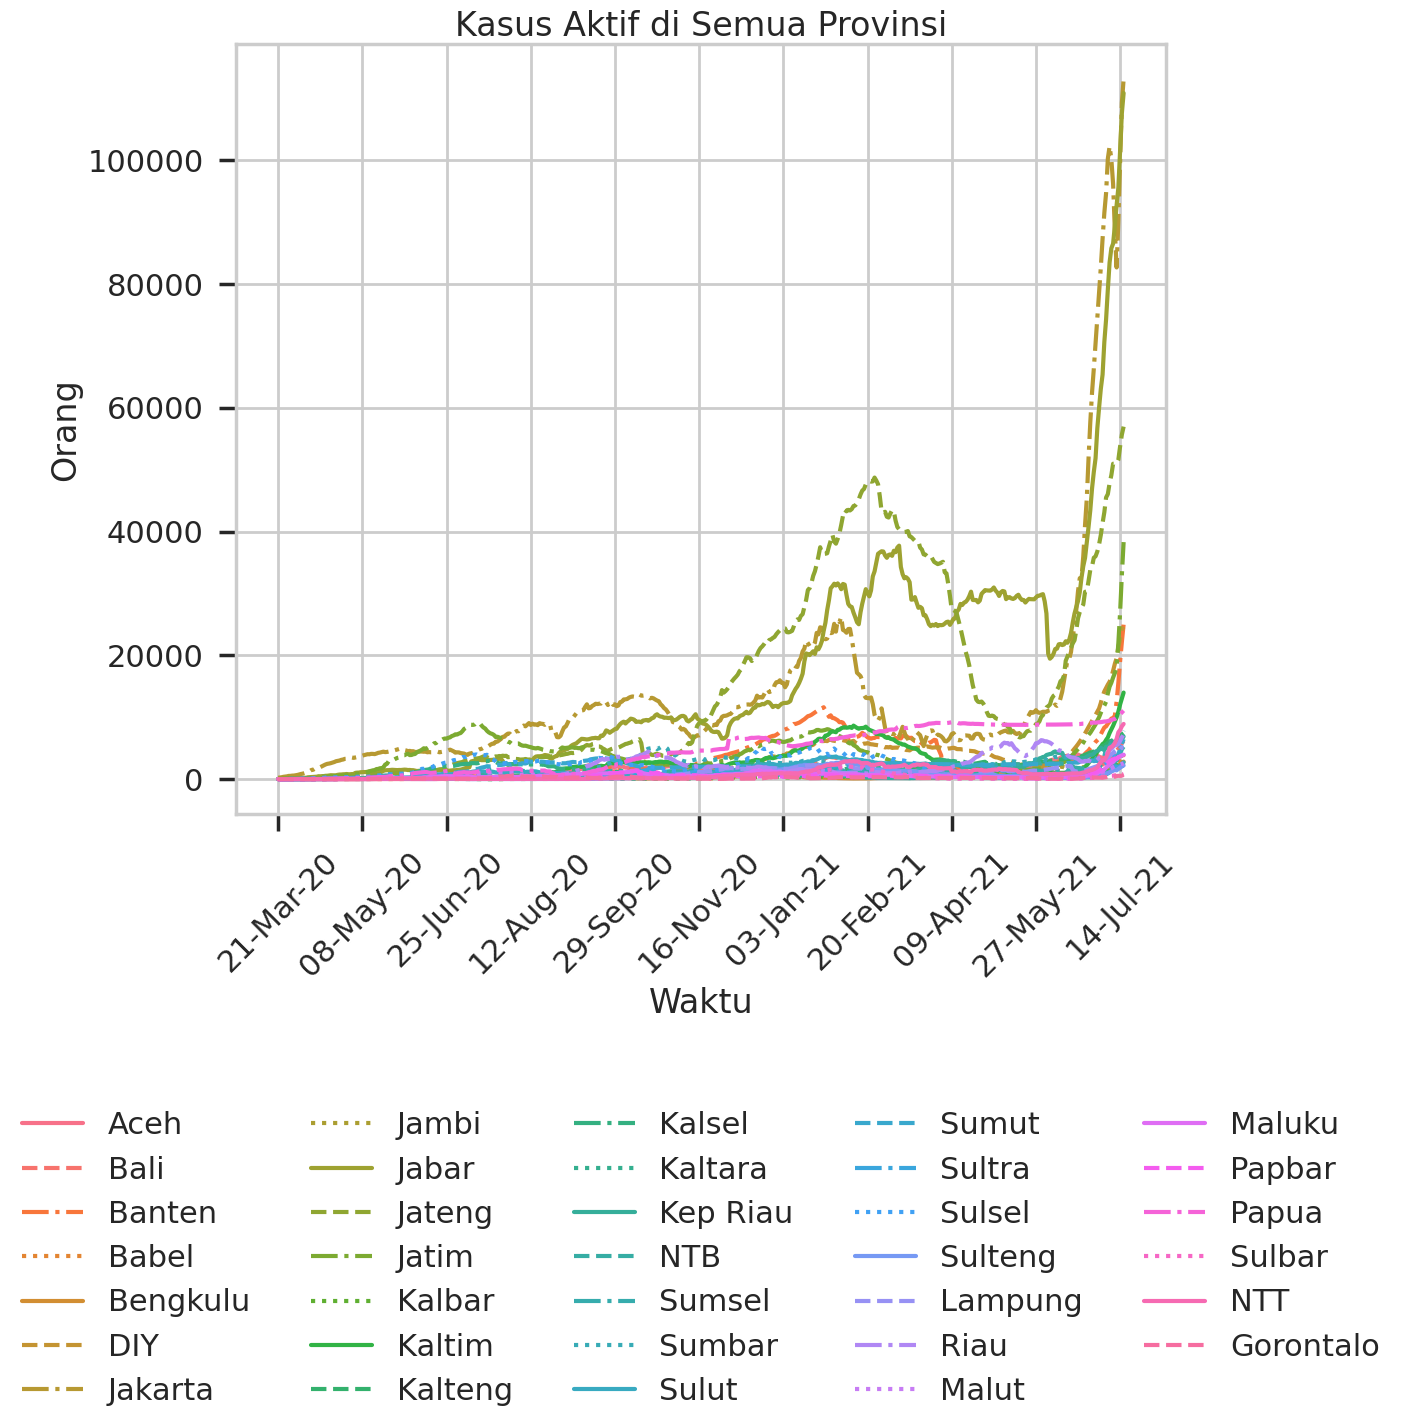 Kasus Aktif di Semua Provinsi
100000
80000
60000
40000
20000
0
Orang
21-Mar-20
08-May-20
25-Jun-20
12-Aug-20
29-Sep-20
16-Nov-20
03-Jan-21
20-Feb-21
09-Apr-21
27-May-21
14-Jul-21
Waktu
Aceh
Bali
Banten
Babel
Bengkulu
DIY
Jakarta
Jambi
Jabar
Jateng
Jatim
Kalbar
Kaltim
Kalteng
Kalsel
Kaltara
Kep Riau
NTB
Sumsel
Sumbar
Sulut
Sumut
Sultra
Sulsel
Sulteng
Lampung
Riau
Malut
Maluku
Papbar
Papua
Sulbar
NTT
Gorontalo